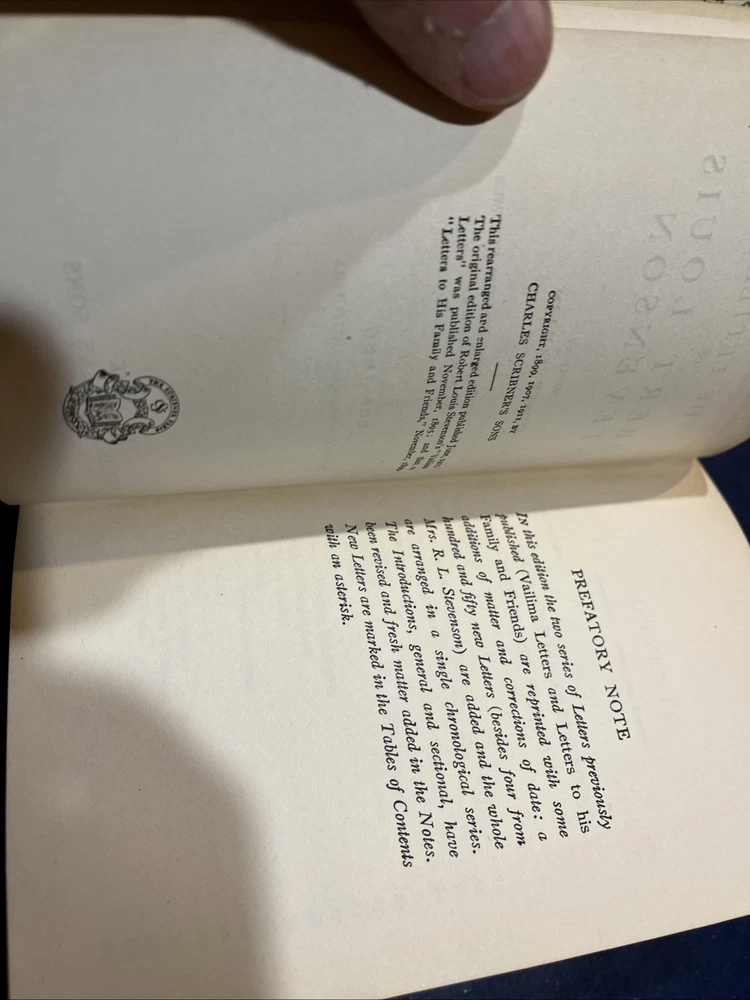 COPYRIGHT, 1899, 1907, 1911, by
CHARLES SCRIBNER'S SONS
This rearranged and enlarged edition published
The original edition of Robert Louis Stevenson's
Letters" was published November, 1895; and
"Letters to His Family and Friends," November,
PREFATORY NOTE
IN this edition the two series of Letters previously
published (Vailima Letters and Letters to his
Family and Friends) are reprinted with some
additions of matter and corrections of date: a
hundred and fifty new Letters (besides four from
Mrs. R. L. Stevenson) are added and the whole
are arranged in a single chronological series.
The Introductions, general and sectional, have
been revised and fresh matter added in the Notes.
New Letters are marked in the Tables of Contents
with an asterisk.